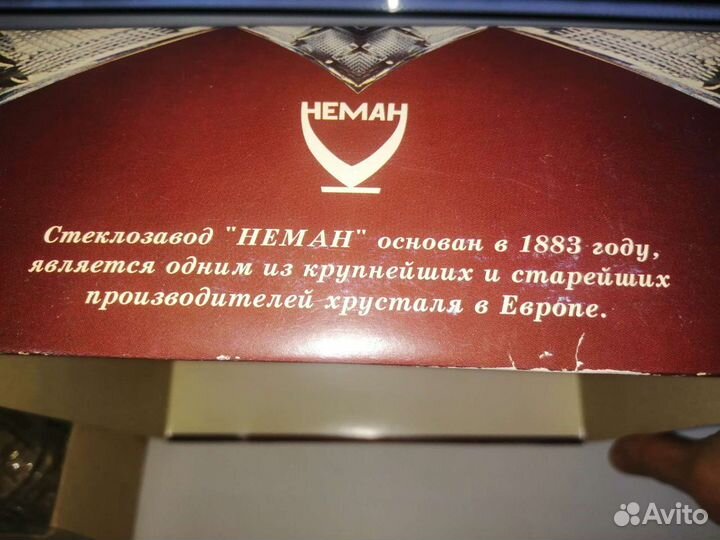 НЕМАН
Стеклозавод "НЕМАН" основан в 1883 году,
является одним из крупнейших и старейших
производителей хрусталя в Европе.
Avito